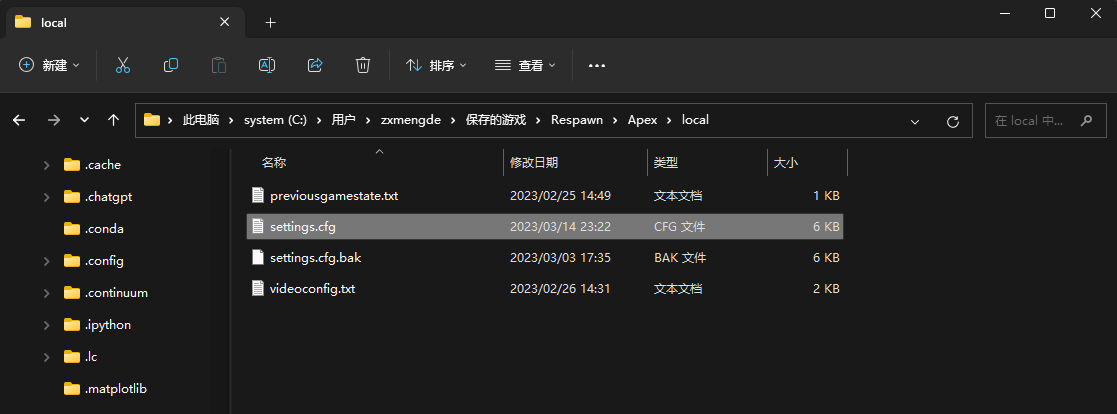 local
新建
排序
查看
此电脑 system (C:) 用户 zxmengde 保存的游戏 Respawn Apex local
在 local 中...
.cache
.chatgpt
.conda
.config
.continuum
.ipython
.lc
.matplotlib
名称 修改日期 类型 大小
previousgamestate.txt 2023/02/25 14:49 文本文档 1 KB
settings.cfg 2023/03/14 23:22 CFG 文件 6 KB
settings.cfg.bak 2023/03/03 17:35 BAK 文件 6 KB
videoconfig.txt 2023/02/26 14:31 文本文档 2 KB